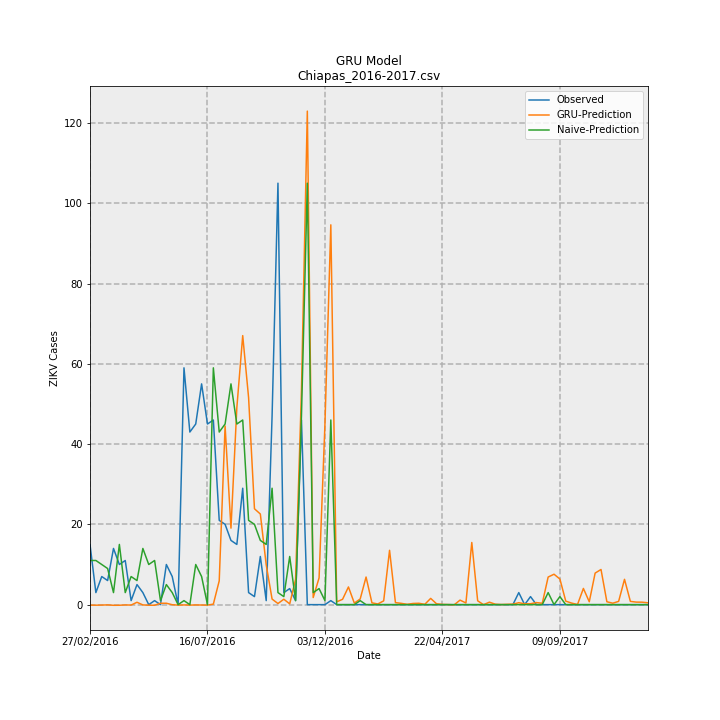 GRU Model
Chiapas_2016-2017.csv
Observed
GRU-Prediction
Naive-Prediction
120
100
80
60
40
20
0
ZIKV Cases
27/02/2016
16/07/2016
03/12/2016
22/04/2017
09/09/2017
Date